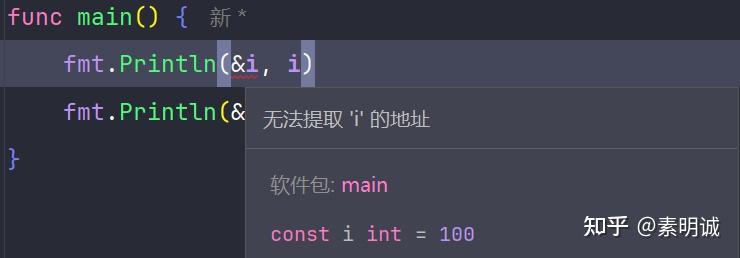 func main() { 新 *
fmt.Println(&i, i)
fmt.Println(&
无法提取 'i' 的地址
}
软件包: main
const i int = 100
知乎 @素明诚